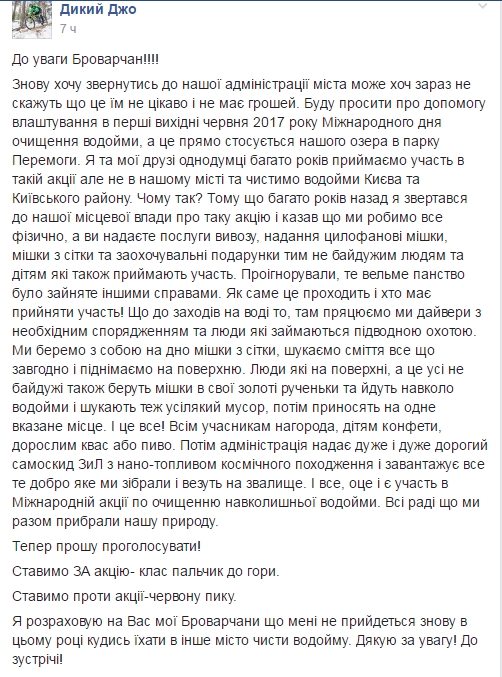 Дикий Джо
7 ч
До уваги Броварчан!!!!
Знову хочу звернутись до нашої адміністрації міста може хоч зараз не
скажуть що це їм не цікаво і не має грошей. Буду просити про допомогу
влаштування в перші вихідні червня 2017 року Міжнародного дня
очищення водойми, а це прямо стосується нашого озера в парку
Перемоги. Я та мої друзі однодумці багато років приймаємо участь в
такій акції але не в нашому місті та чистимо водойми Києва та
Київського району. Чому так? Тому що багато років назад я звертався
до нашої місцевої влади про таку акцію і казав що ми робимо все
фізично, а ви надаєте послуги вивозу, надання цилофанові мішки,
мішки з сітки та заохочувальні подарунки тим не байдужим людям та
дітям які також приймають участь. Проігнорували, те вельме панство
було зайняте іншими справами. Як саме це проходить і хто має
прийняти участь! Що до заходів на воді то, там пряцюємо ми дайвери з
необхідним спорядженням та люди які займаються підводною охотою.
Ми беремо з собою на дно мішки з сітки, шукаємо сміття все що
завгодно і піднімаємо на поверхню. Люди які на поверхні, а це усі не
байдужі також беруть мішки в свої золоті рученьки та йдуть навколо
водойми і шукають теж усілякий мусор, потім приносять на одне
вказане місце. І це все! Всім учасникам нагорода, дітям конфети,
дорослим квас або пиво. Потім адміністрація надає дуже і дуже дорогий
самоскид ЗиЛ з нано-топливом космічного походження і завантажує все
те добро яке ми зібрали і везуть на звалище. І все, оце і є участь в
Міжнародній акції по очищенню навколишньої водойми. Всі раді що ми
разом прибрали нашу природу.
Тепер прошу проголосувати!
Ставимо ЗА акцію- клас пальчик до гори.
Ставимо проти акції-червону пику.
Я розраховую на Вас мої Броварчани що мені не прийдеться знову в
цьому році кудись їхати в інше місто чисти водойму. Дякую за увагу! До
зустрічі!